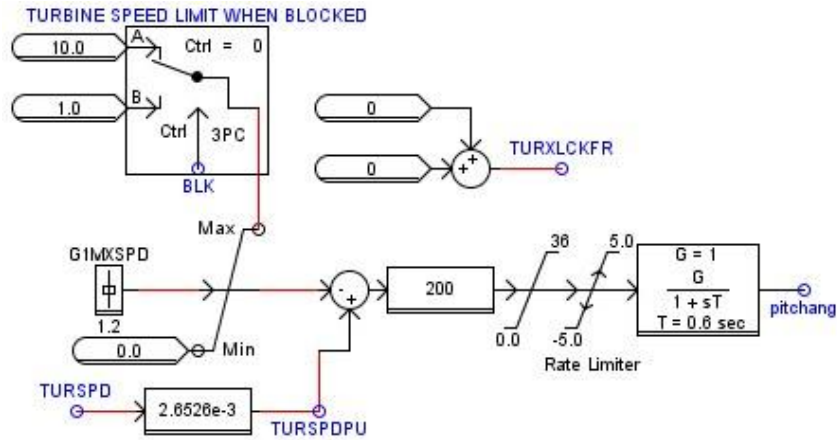 TURBINE SPEED LIMIT WHEN BLOCKED
A
Ctrl = 0
10.0
B
1.0
Ctrl
3PC
BLK
0
0
+
+
TURXLCKFR
Max
G1MXSPD
1.2
0.0
Min
-
+
200
36
0.0
5.0
-5.0
Rate Limiter
G = 1
G
1 + sT
T = 0.6 sec
pitchang
TURSPD
2.6526e-3
TURSPDPU